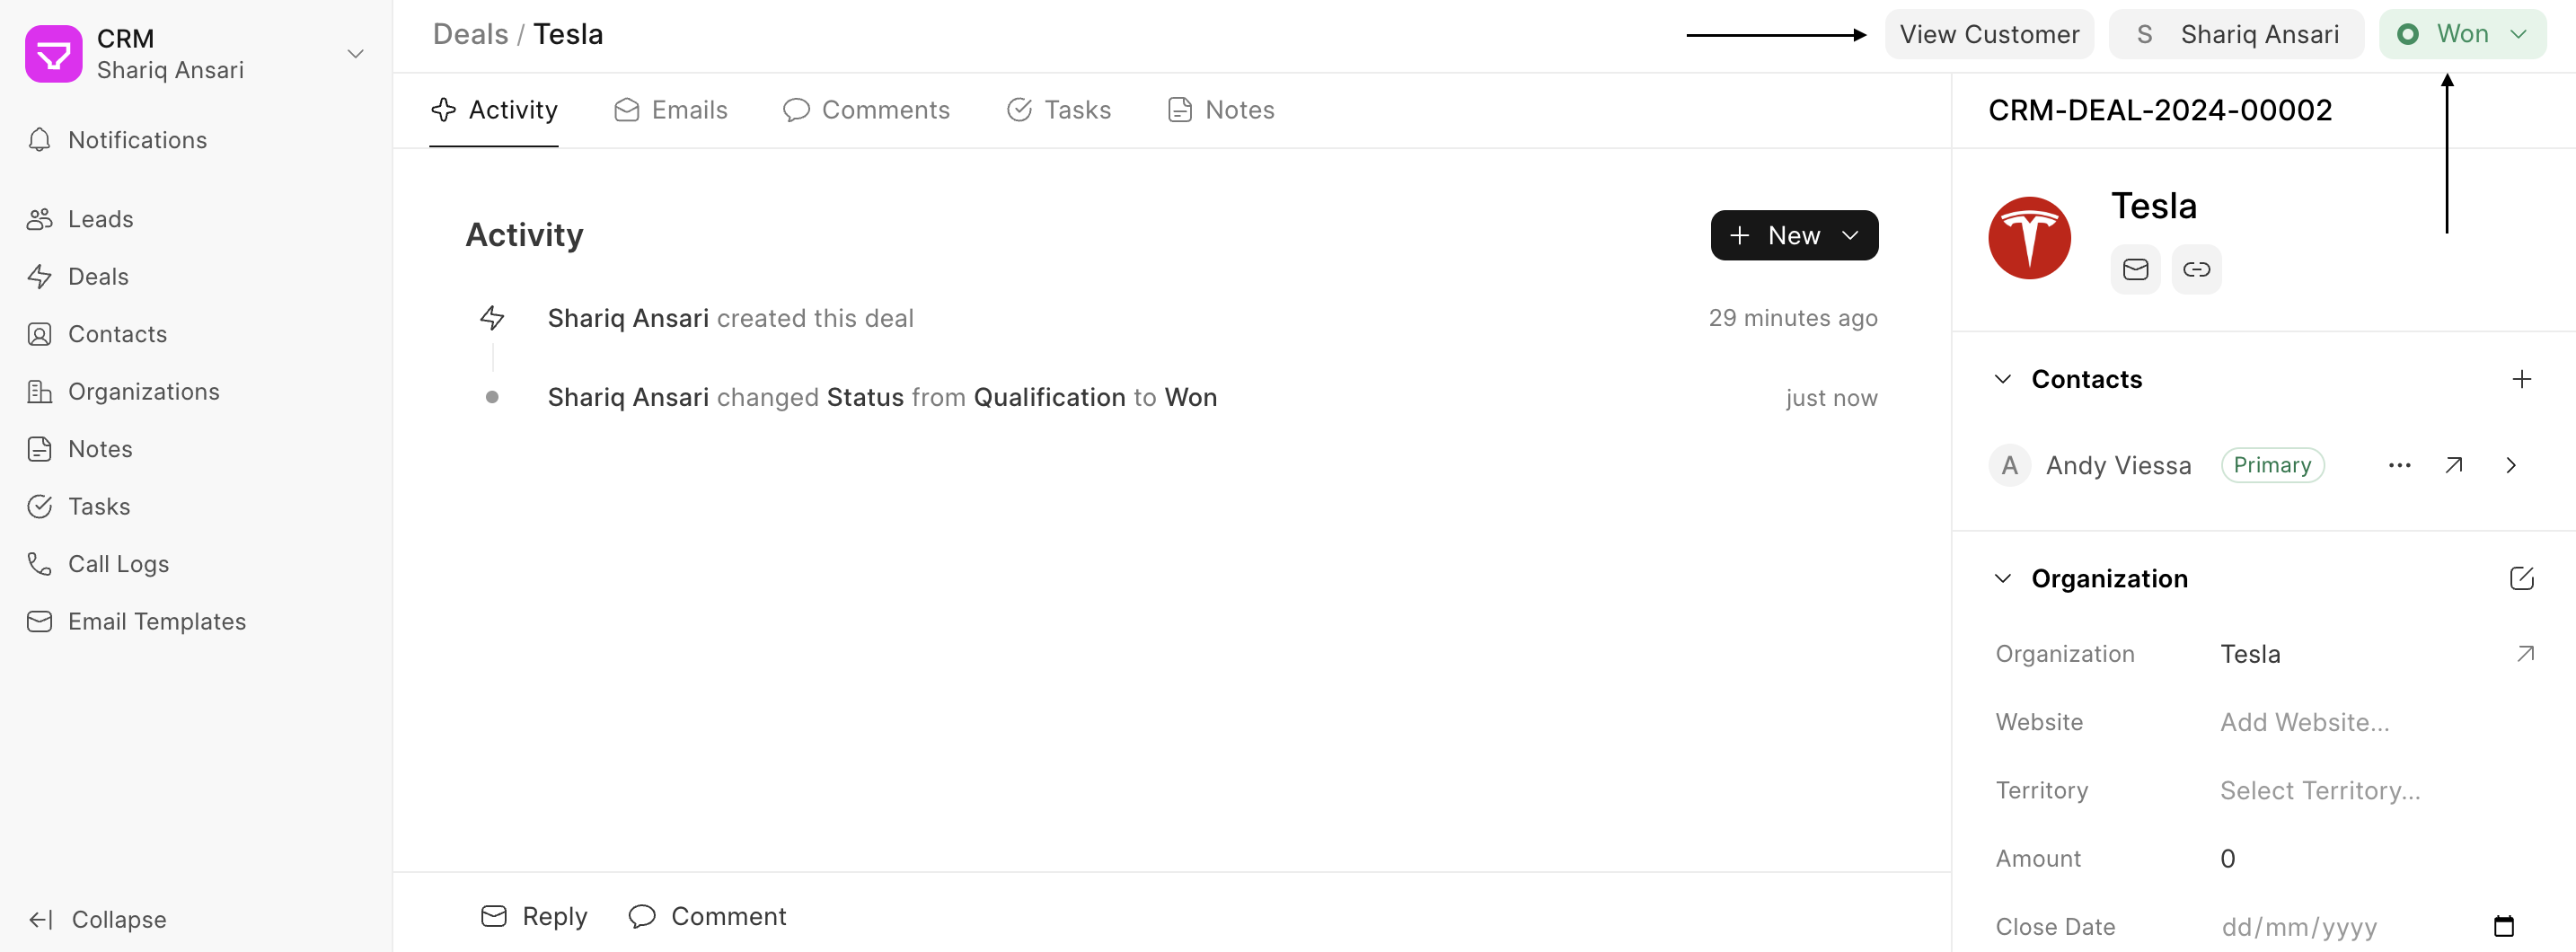 CRM
Shariq Ansari
Notifications
Leads
Deals
Contacts
Organizations
Notes
Tasks
Call Logs
Email Templates
Collapse
Deals / Tesla
View Customer
S Shariq Ansari
Won
Activity
Emails
Comments
Tasks
Notes
Activity
+ New
Shariq Ansari created this deal
29 minutes ago
Shariq Ansari changed Status from Qualification to Won
just now
Reply
Comment
CRM-DEAL-2024-00002
Tesla
Contacts
A Andy Viessa Primary
Organization
Organization Tesla
Website Add Website...
Territory Select Territory...
Amount 0
Close Date dd/mm/yyyy